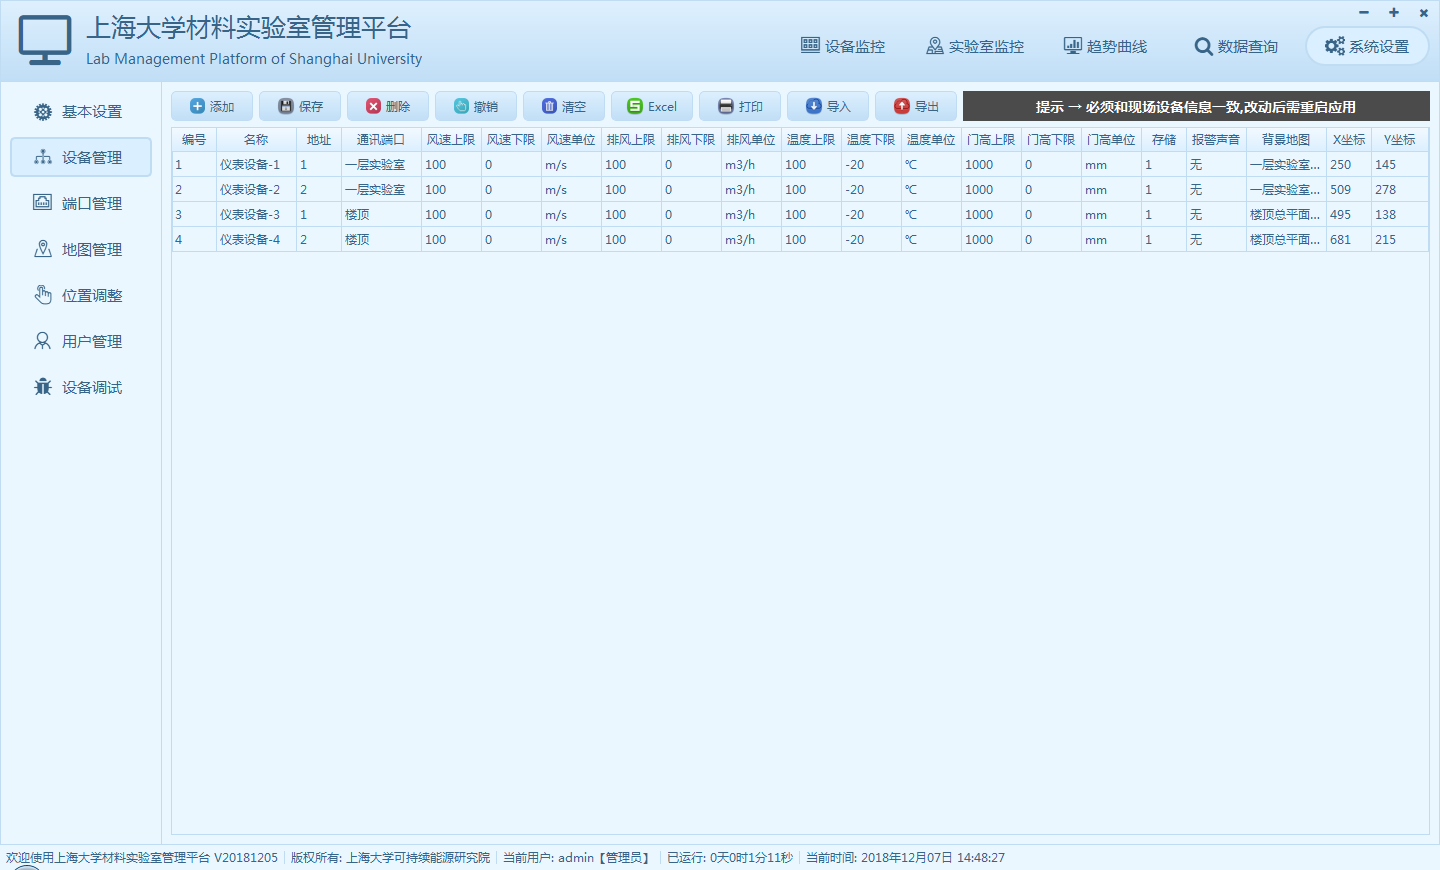 上海大学材料实验室管理平台
Lab Management Platform of Shanghai University
设备监控 实验室监控 趋势曲线 数据查询 系统设置
基本设置
设备管理
端口管理
地图管理
位置调整
用户管理
设备调试
添加 保存 删除 撤销 清空 Excel 打印 导入 导出 提示 → 必须和现场设备信息一致,改动后需重启应用
编号 名称 地址 通讯端口 风速上限 风速下限 风速单位 排风上限 排风下限 排风单位 温度上限 温度下限 温度单位 门高上限 门高下限 门高单位 存储 报警声音 背景地图 X坐标 Y坐标
1 仪表设备-1 1 一层实验室 100 0 m/s 100 0 m3/h 100 -20 ℃ 1000 0 mm 1 无 一层实验室... 250 145
2 仪表设备-2 2 一层实验室 100 0 m/s 100 0 m3/h 100 -20 ℃ 1000 0 mm 1 无 一层实验室... 509 278
3 仪表设备-3 1 楼顶 100 0 m/s 100 0 m3/h 100 -20 ℃ 1000 0 mm 1 无 楼顶总平面... 495 138
4 仪表设备-4 2 楼顶 100 0 m/s 100 0 m3/h 100 -20 ℃ 1000 0 mm 1 无 楼顶总平面... 681 215
欢迎使用上海大学材料实验室管理平台 V20181205 版权所有: 上海大学可持续能源研究院 当前用户: admin【管理员】 已运行: 0天0时1分11秒 当前时间: 2018年12月07日 14:48:27